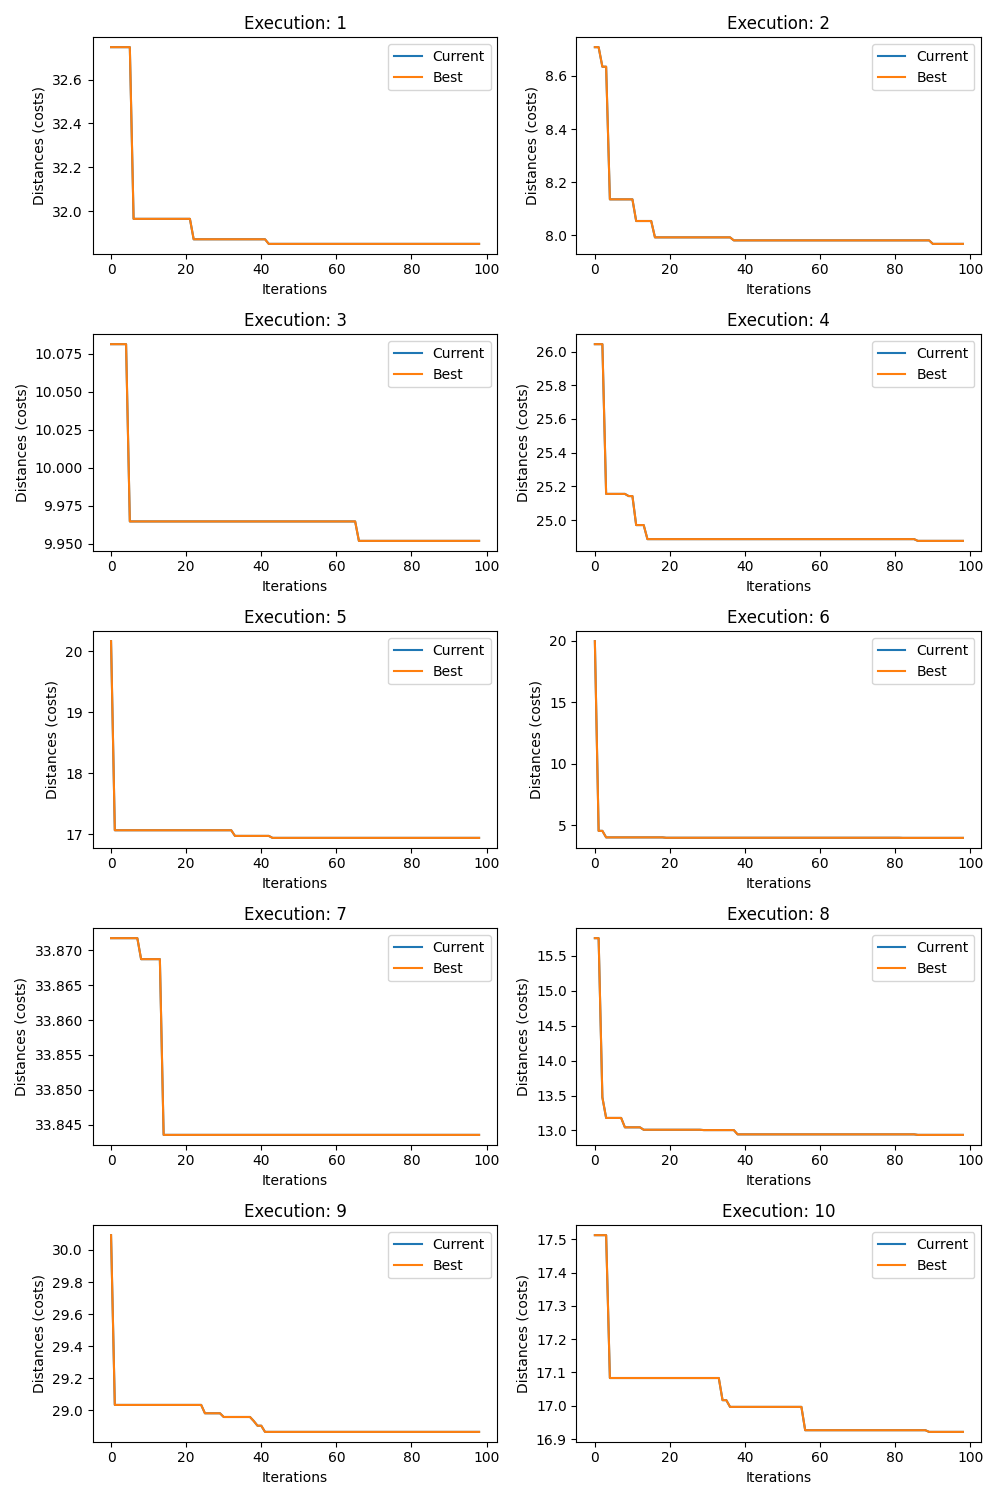 Execution: 1
Distances (costs)
32.6
32.4
32.2
32.0
Current
Best
0 20 40 60 80 100
Iterations
Execution: 2
Distances (costs)
8.6
8.4
8.2
8.0
Current
Best
0 20 40 60 80 100
Iterations
Execution: 3
Distances (costs)
10.075
10.050
10.025
10.000
9.975
9.950
Current
Best
0 20 40 60 80 100
Iterations
Execution: 4
Distances (costs)
26.0
25.8
25.6
25.4
25.2
25.0
Current
Best
0 20 40 60 80 100
Iterations
Execution: 5
Distances (costs)
20
19
18
17
Current
Best
0 20 40 60 80 100
Iterations
Execution: 6
Distances (costs)
20
15
10
5
Current
Best
0 20 40 60 80 100
Iterations
Execution: 7
Distances (costs)
33.870
33.865
33.860
33.855
33.850
33.845
Current
Best
0 20 40 60 80 100
Iterations
Execution: 8
Distances (costs)
15.5
15.0
14.5
14.0
13.5
13.0
Current
Best
0 20 40 60 80 100
Iterations
Execution: 9
Distances (costs)
30.0
29.8
29.6
29.4
29.2
29.0
Current
Best
0 20 40 60 80 100
Iterations
Execution: 10
Distances (costs)
17.5
17.4
17.3
17.2
17.1
17.0
16.9
Current
Best
0 20 40 60 80 100
Iterations